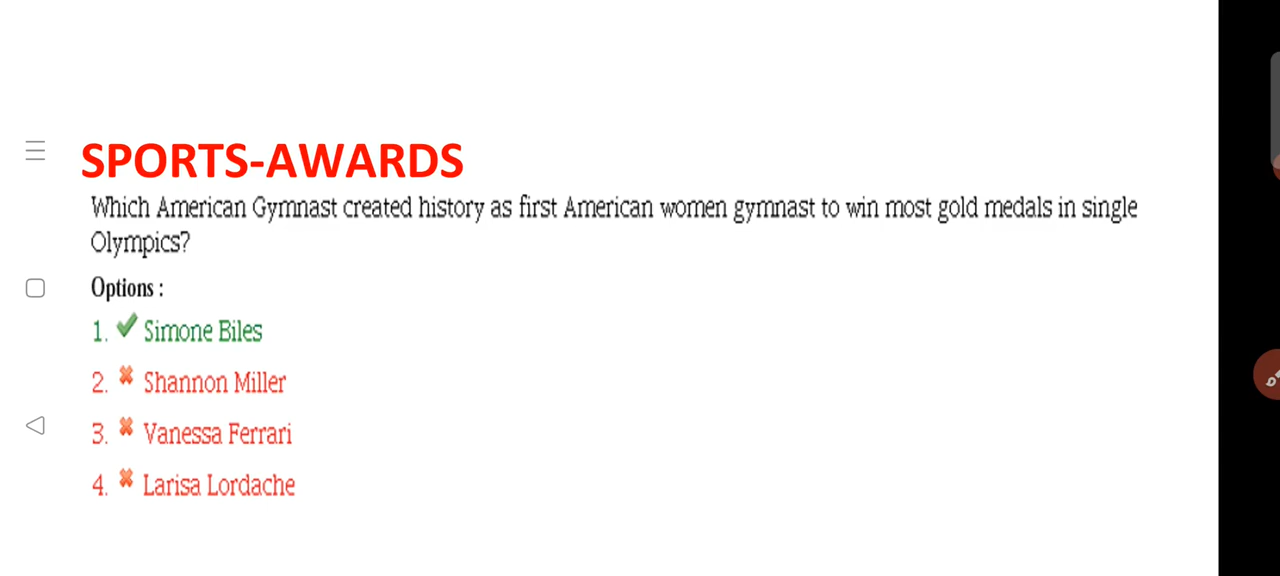 SPORTS-AWARDS
Which American Gymnast created history as first American women gymnast to win most gold medals in single
Olympics?
Options :
1. Simone Biles
2. Shannon Miller
3. Vanessa Ferrari
4. Larisa Lordache